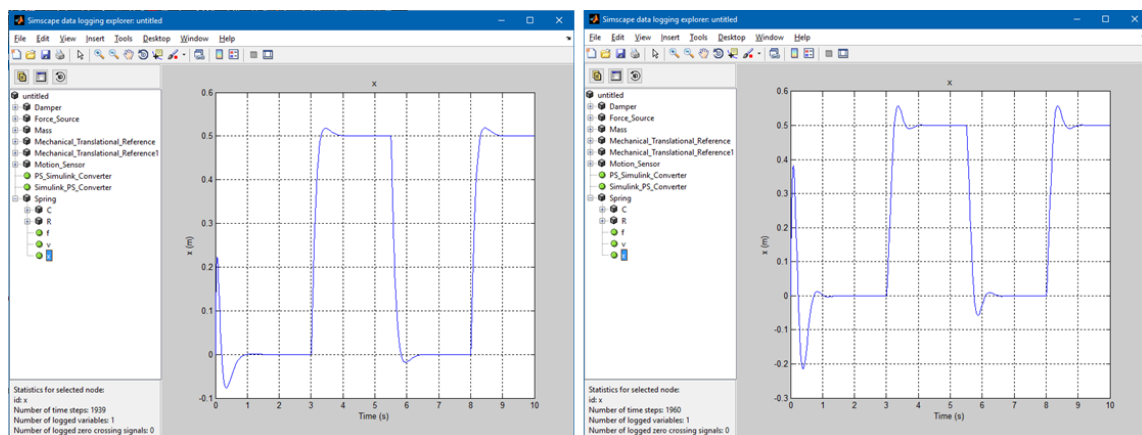 Simscape data logging explorer: untitled
File Edit View Insert Tools Desktop Window Help
untitled
Damper
Force_Source
Mass
Mechanical_Translational_Reference
Mechanical_Translational_Reference1
Motion_Sensor
PS_Simulink_Converter
Simulink_PS_Converter
Spring
C
R
f
v
x
Statistics for selected node:
id: x
Number of time steps: 1939
Number of logged variables: 1
Number of logged zero crossing signals: 0
x
0.6
0.5
0.4
0.3
0.2
0.1
0
-0.1
x (m)
0 1 2 3 4 5 6 7 8 9 10
Time (s)
Simscape data logging explorer: untitled
File Edit View Insert Tools Desktop Window Help
untitled
Damper
Force_Source
Mass
Mechanical_Translational_Reference
Mechanical_Translational_Reference1
Motion_Sensor
PS_Simulink_Converter
Simulink_PS_Converter
Spring
C
R
f
v
x
Statistics for selected node:
id: x
Number of time steps: 1960
Number of logged variables: 1
Number of logged zero crossing signals: 0
x
0.6
0.5
0.4
0.3
0.2
0.1
0
-0.1
-0.2
-0.3
x (m)
0 1 2 3 4 5 6 7 8 9 10
Time (s)